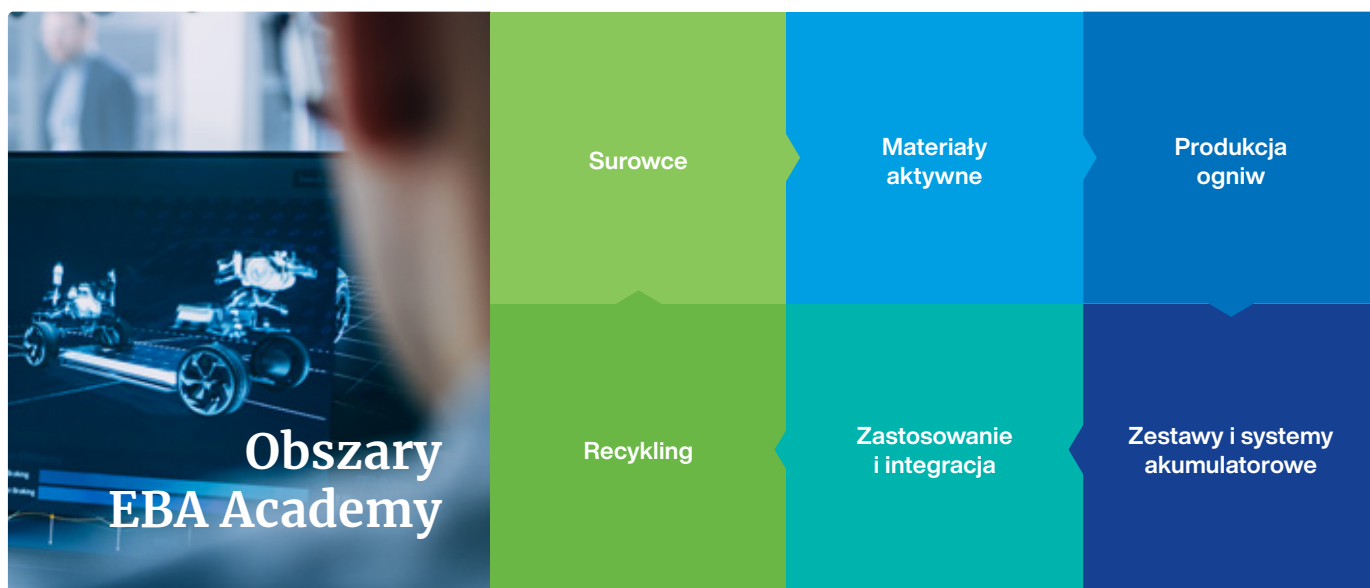 Obszary
EBA Academy
Surowce
Materiały
aktywne
Produkcja
ogniw
Recykling
Zastosowanie
i integracja
Zestawy i systemy
akumulatorowe